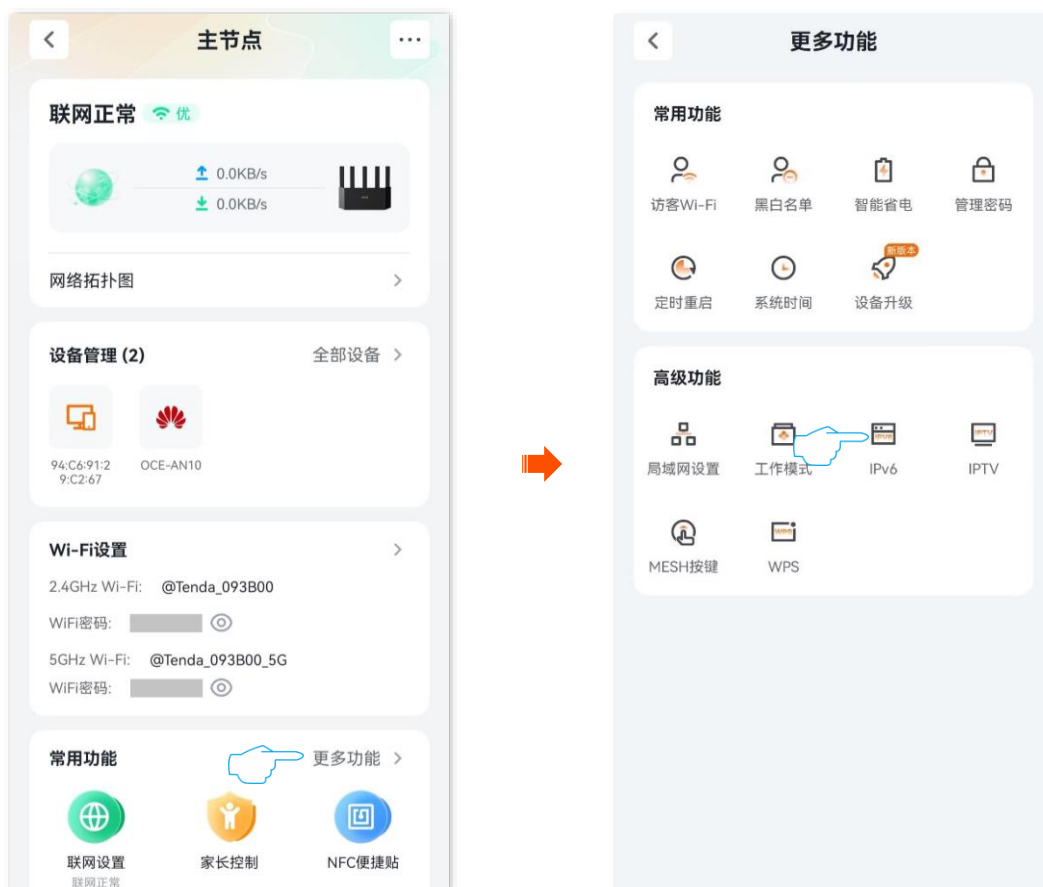 主节点
联网正常 优
0.0KB/s
0.0KB/s
网络拓扑图
设备管理 (2) 全部设备
94:C6:91:2
9:C2:67
OCE-AN10
Wi-Fi设置
2.4GHz Wi-Fi: @Tenda_093B00
WiFi密码:
5GHz Wi-Fi: @Tenda_093B00_5G
WiFi密码:
常用功能 更多功能
联网设置 家长控制 NFC便捷贴
联网正常
更多功能
常用功能
访客Wi-Fi 黑白名单 智能省电 管理密码
新版本
定时重启 系统时间 设备升级
高级功能
IPV6 IPTV
局域网设置 工作模式 IPv6 IPTV
WPS
MESH按键 WPS